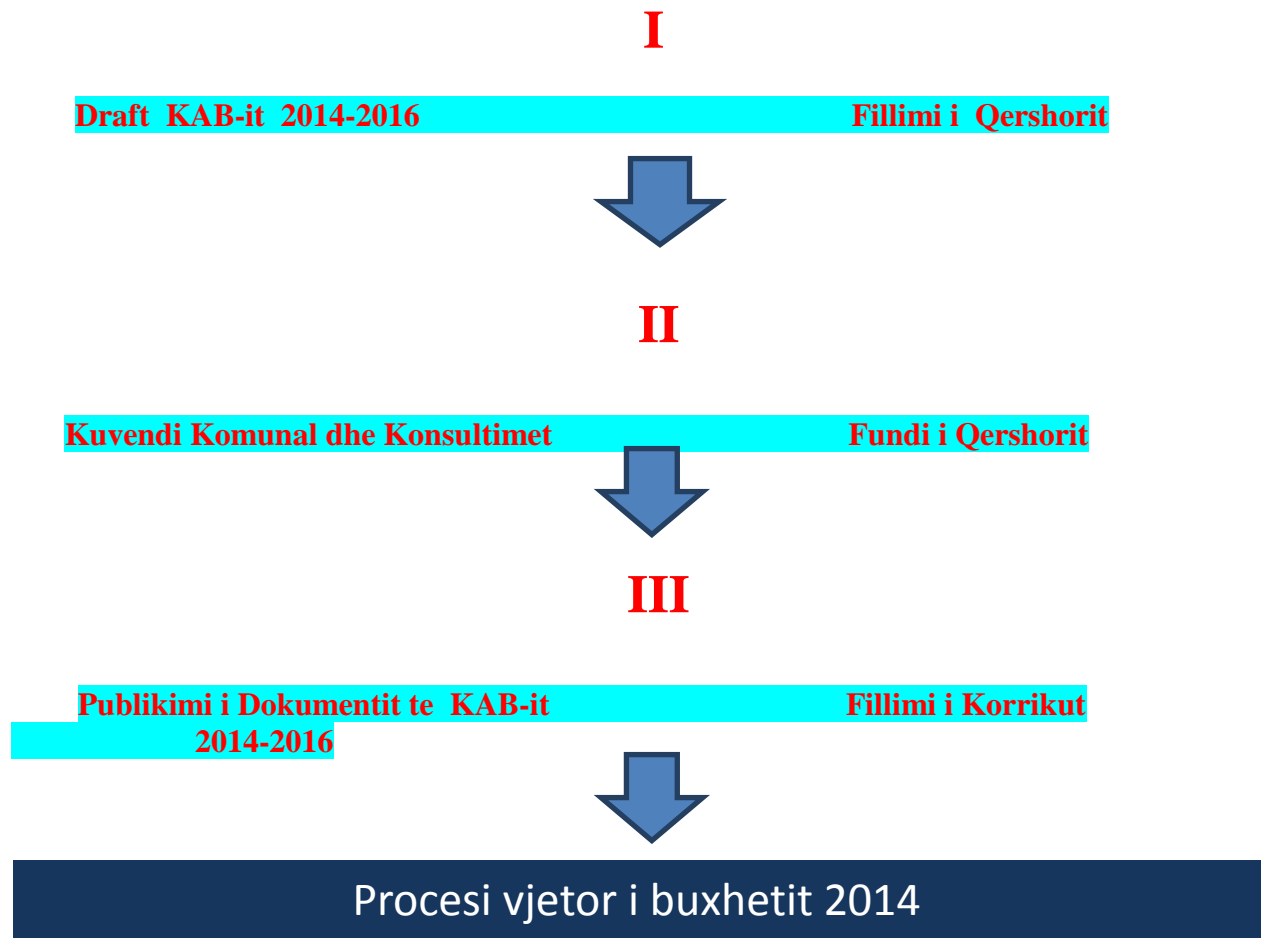 I
Draft KAB-it 2014-2016 Fillimi i Qershorit
II
Kuvendi Komunal dhe Konsultimet Fundi i Qershorit
III
Publikimi i Dokumentit te KAB-it Fillimi i Korrikut
2014-2016
Procesi vjetor i buxhetit 2014